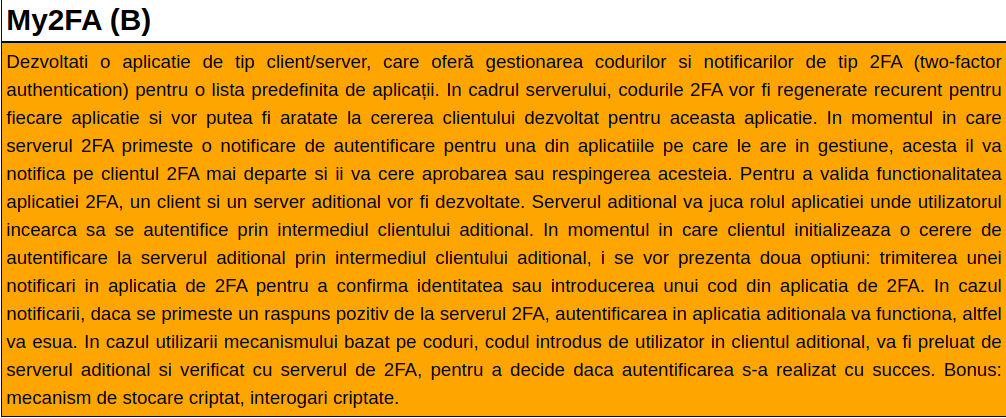 My2FA (B)
Dezvoltati o aplicatie de tip client/server, care oferă gestionarea codurilor si notificarilor de tip 2FA (two-factor
authentication) pentru o lista predefinita de aplicații. In cadrul serverului, codurile 2FA vor fi regenerate recurent pentru
fiecare aplicatie si vor putea fi aratate la cererea clientului dezvoltat pentru aceasta aplicatie. In momentul in care
serverul 2FA primeste o notificare de autentificare pentru una din aplicatiile pe care le are in gestiune, acesta il va
notifica pe clientul 2FA mai departe si ii va cere aprobarea sau respingerea acesteia. Pentru a valida functionalitatea
aplicatiei 2FA, un client si un server aditional vor fi dezvoltate. Serverul aditional va juca rolul aplicatiei unde utilizatorul
incearca sa se autentifice prin intermediul clientului aditional. In momentul in care clientul initializeaza o cerere de
autentificare la serverul aditional prin intermediul clientului aditional, i se vor prezenta doua optiuni: trimiterea unei
notificari in aplicatia de 2FA pentru a confirma identitatea sau introducerea unui cod din aplicatia de 2FA. In cazul
notificarii, daca se primeste un raspuns pozitiv de la serverul 2FA, autentificarea in aplicatia aditionala va functiona, altfel
va esua. In cazul utilizarii mecanismului bazat pe coduri, codul introdus de utilizator in clientul aditional, va fi preluat de
serverul aditional si verificat cu serverul de 2FA, pentru a decide daca autentificarea s-a realizat cu succes. Bonus:
mecanism de stocare criptat, interogari criptate.